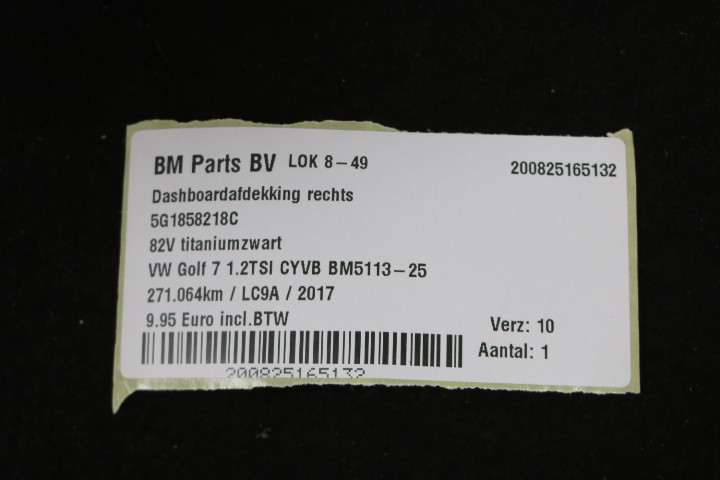 BM Parts BV LOK 8-49 200825165132
Dashboardafdekking rechts
5G1858218C
82V titaniumzwart
VW Golf 7 1.2TSI CYVB BM5113-25
271.064km / LC9A / 2017
9.95 Euro incl.BTW Verz: 10
Aantal: 1
200825165132